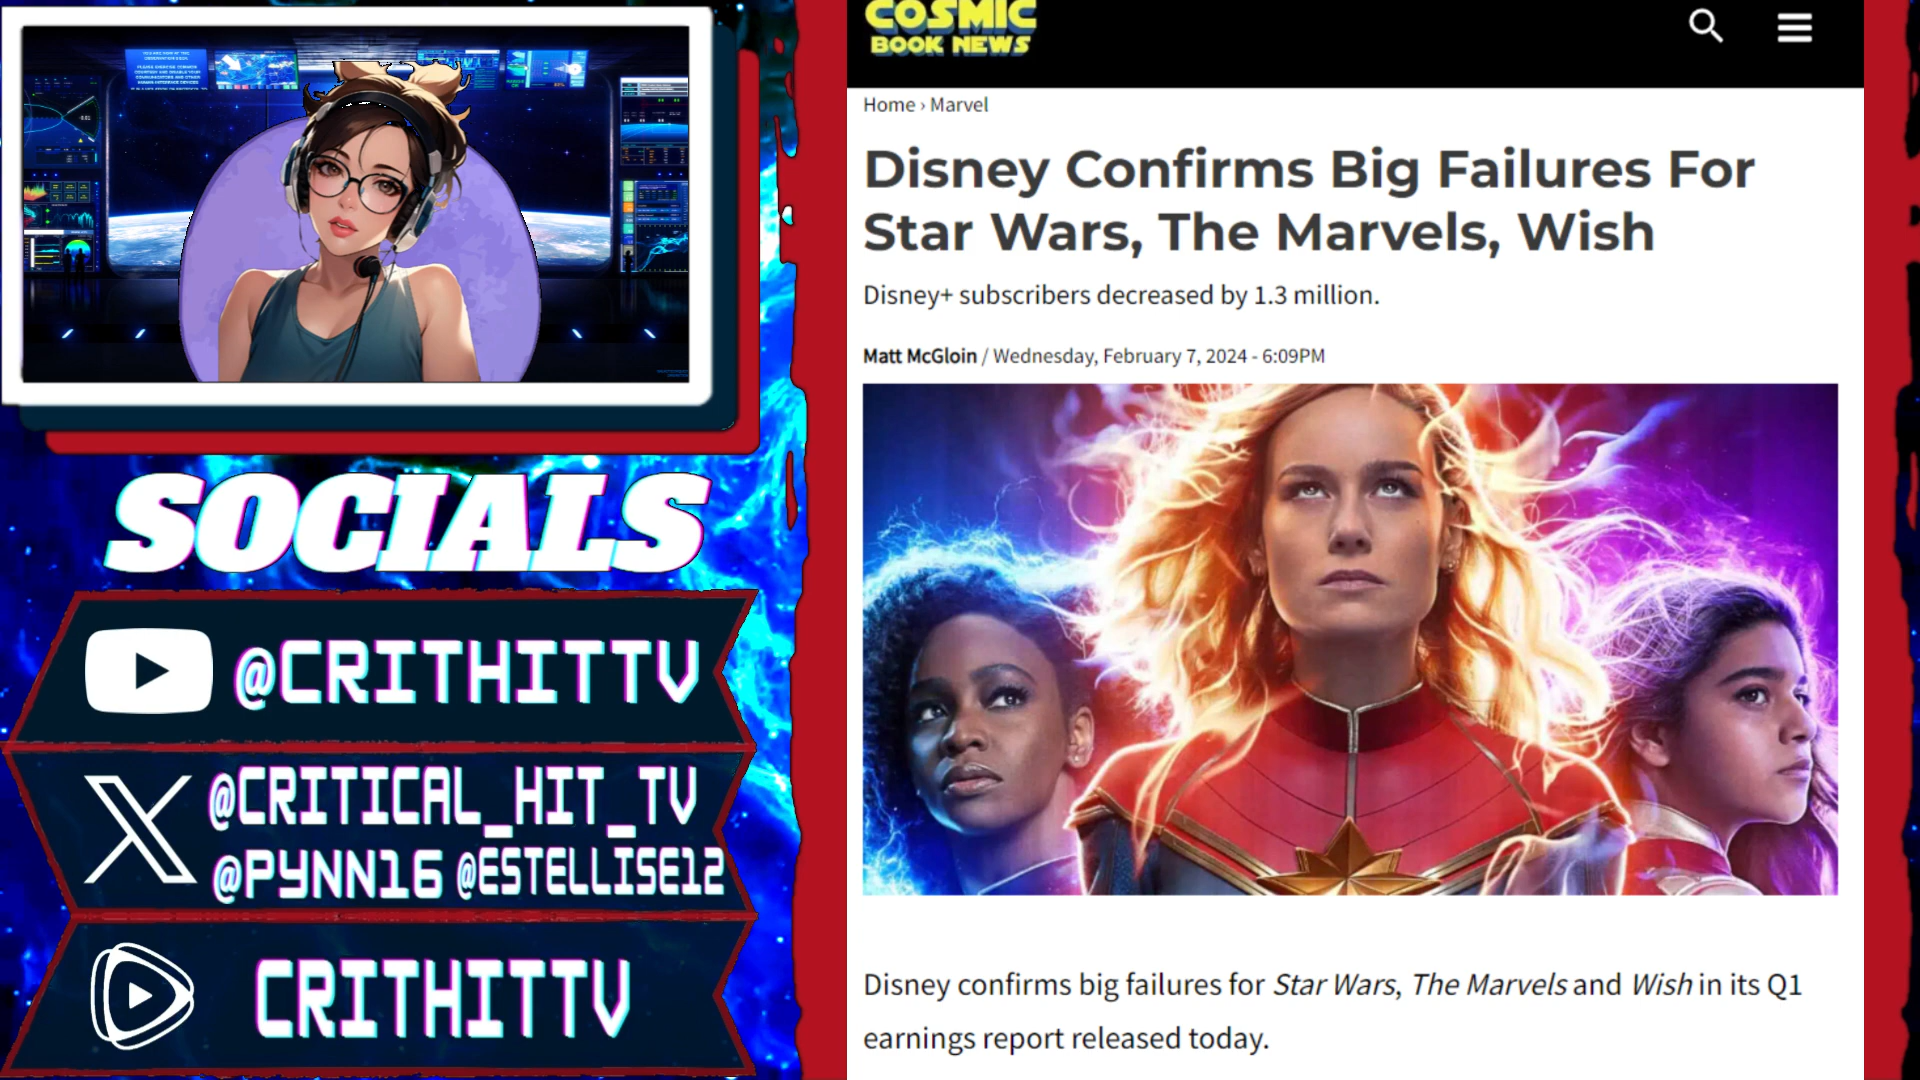 SOCIALS
@CRITHITTV
@CRITICAL_HIT_TV
@PYNN16 @ESTELLISE12
CRITHITTV
COSMIC
BOOK NEWS
Home › Marvel
Disney Confirms Big Failures For
Star Wars, The Marvels, Wish
Disney+ subscribers decreased by 1.3 million.
Matt McGloin / Wednesday, February 7, 2024 - 6:09PM
Disney confirms big failures for Star Wars, The Marvels and Wish in its Q1
earnings report released today.